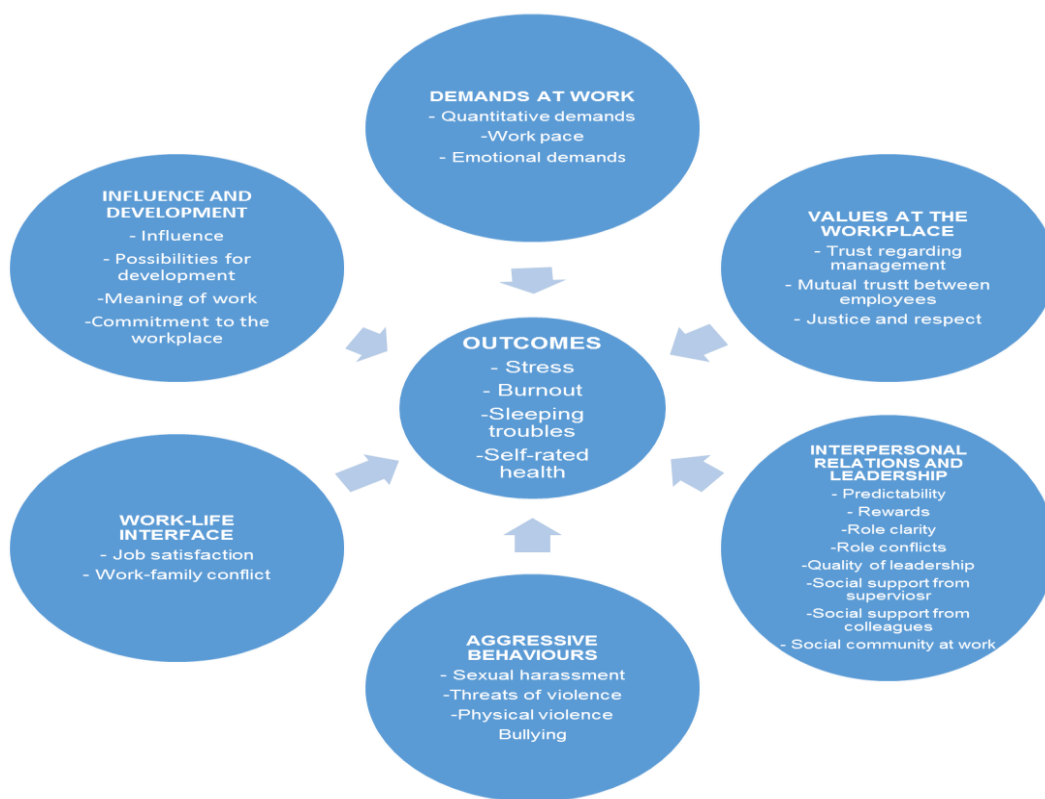 DEMANDS AT WORK
- Quantitative demands
-Work pace
- Emotional demands
INFLUENCE AND
DEVELOPMENT
- Influence
- Possibilities for
development
-Meaning of work
-Commitment to the
workplace
VALUES AT THE
WORKPLACE
- Trust regarding
management
- Mutual trustt between
employees
- Justice and respect
OUTCOMES
- Stress
- Burnout
-Sleeping
troubles
-Self-rated
health
WORK-LIFE
INTERFACE
- Job satisfaction
- Work-family conflict
INTERPERSONAL
RELATIONS AND
LEADERSHIP
- Predictability
- Rewards
-Role clarity
-Role conflicts
-Quality of leadership
-Social support from
superviosr
-Social support from
colleagues
- Social community at work
AGGRESSIVE
BEHAVIOURS
- Sexual harassment
-Threats of violence
-Physical violence
Bullying